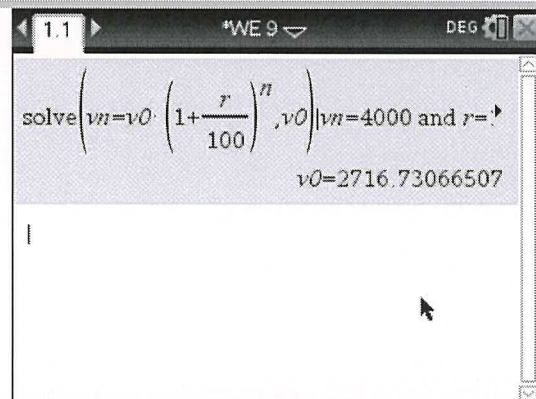 1.1 *WE 9 DEG
solve(vn=v0·(1+r/100)^n,v0)|vn=4000 and r=
v0=2716.73066507